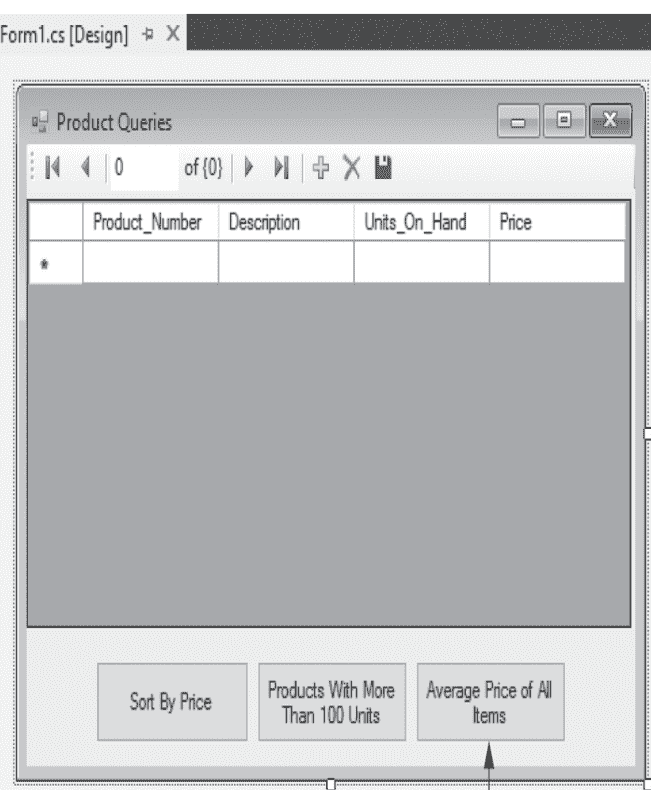 Form1.cs [Design]
Product Queries
0 of {0}
Product_Number Description Units_On_Hand Price
Sort By Price
Products With More
Than 100 Units
Average Price of All
Items